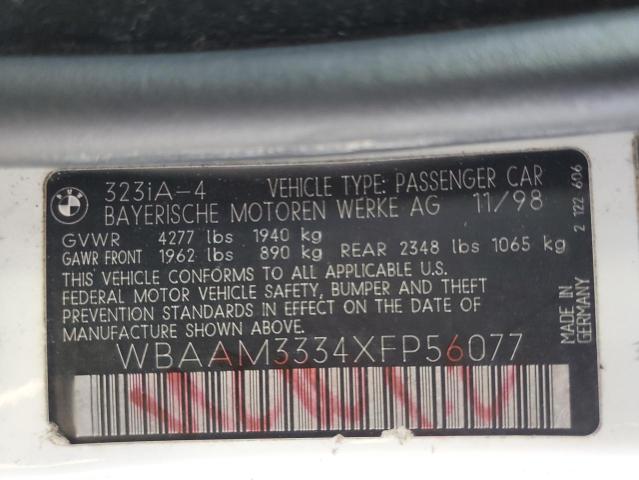 BMW
323iA-4 VEHICLE TYPE: PASSENGER CAR
BAYERISCHE MOTOREN WERKE AG 11/98
GVWR 4277 lbs 1940 kg
GAWR FRONT 1962 lbs 890 kg REAR 2348 lbs 1065 kg
THIS VEHICLE CONFORMS TO ALL APPLICABLE U.S.
FEDERAL MOTOR VEHICLE SAFETY, BUMPER AND THEFT
PREVENTION STANDARDS IN EFFECT ON THE DATE OF
MANUFACTURE SHOWN ABOVE.
WBAAM3334XFP56077
2 122 606
MADE IN
GERMANY